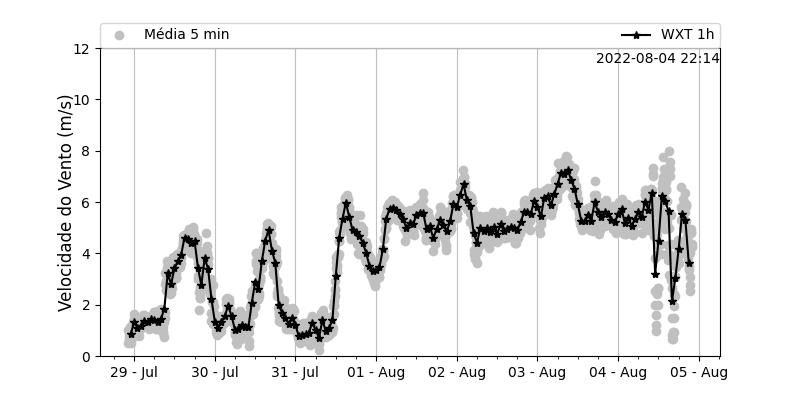 Média 5 min
WXT 1h
2022-08-04 22:14
Velocidade do Vento (m/s)
12
10
8
6
4
2
0
29 - Jul
30 - Jul
31 - Jul
01 - Aug
02 - Aug
03 - Aug
04 - Aug
05 - Aug